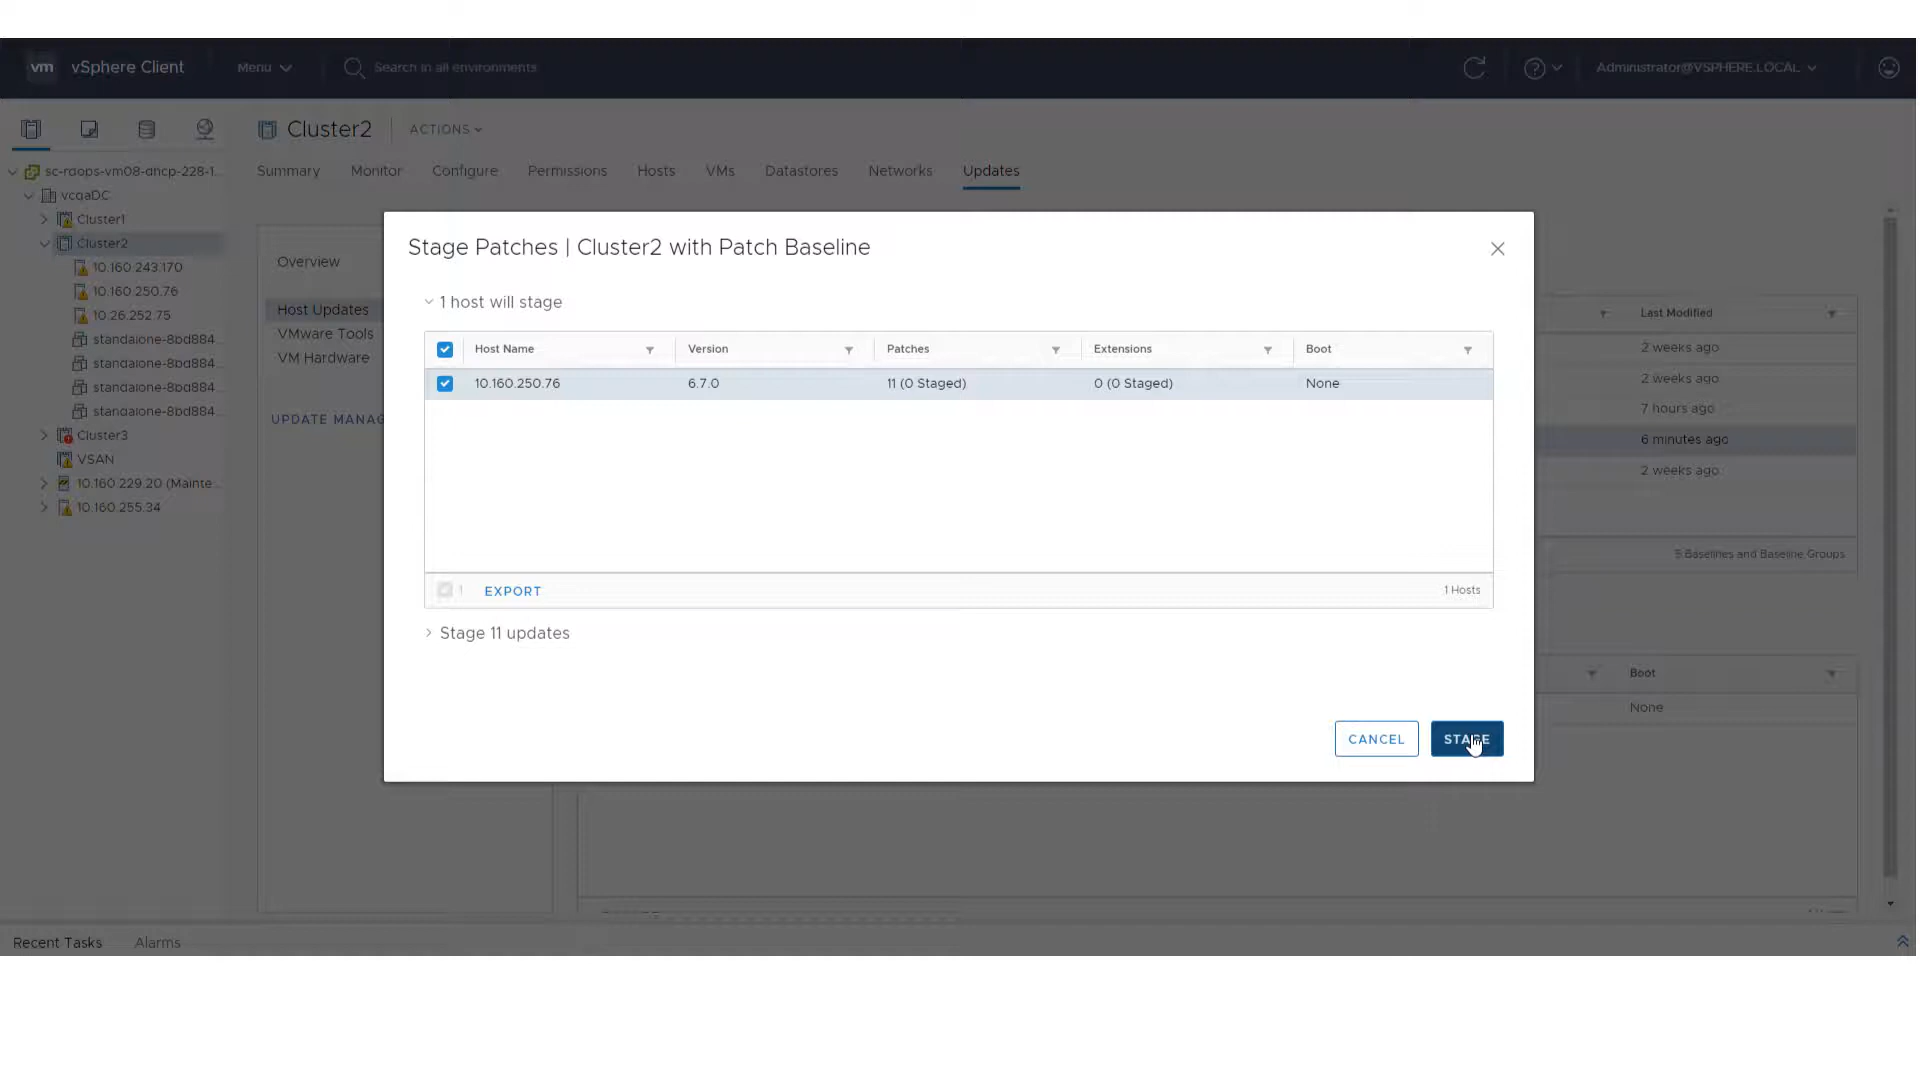 vm vSphere Client Menu Search in all environments Administrator@VSPHERE.LOCAL
Cluster2 ACTIONS
Summary Monitor Configure Permissions Hosts VMs Datastores Networks Updates
sc-rdops-vm08-dhcp-228-1...
vcqaDC
Cluster1
Cluster2
10.160.243.170
10.160.250.76
10.26.252.75
standalone-8bd884...
standalone-8bd884...
standalone-8bd884...
standalone-8bd884...
Cluster3
VSAN
10.160.229.20 (Mainte...
10.160.255.34
Overview
Host Updates
VMware Tools
VM Hardware
UPDATE MANAG
Stage Patches | Cluster2 with Patch Baseline
1 host will stage
Host Name Version Patches Extensions Boot
10.160.250.76 6.7.0 11 (0 Staged) 0 (0 Staged) None
1 EXPORT 1 Hosts
Stage 11 updates
CANCEL STAGE
Last Modified
2 weeks ago
2 weeks ago
7 hours ago
6 minutes ago
2 weeks ago
5 Baselines and Baseline Groups
Boot
None
Recent Tasks Alarms